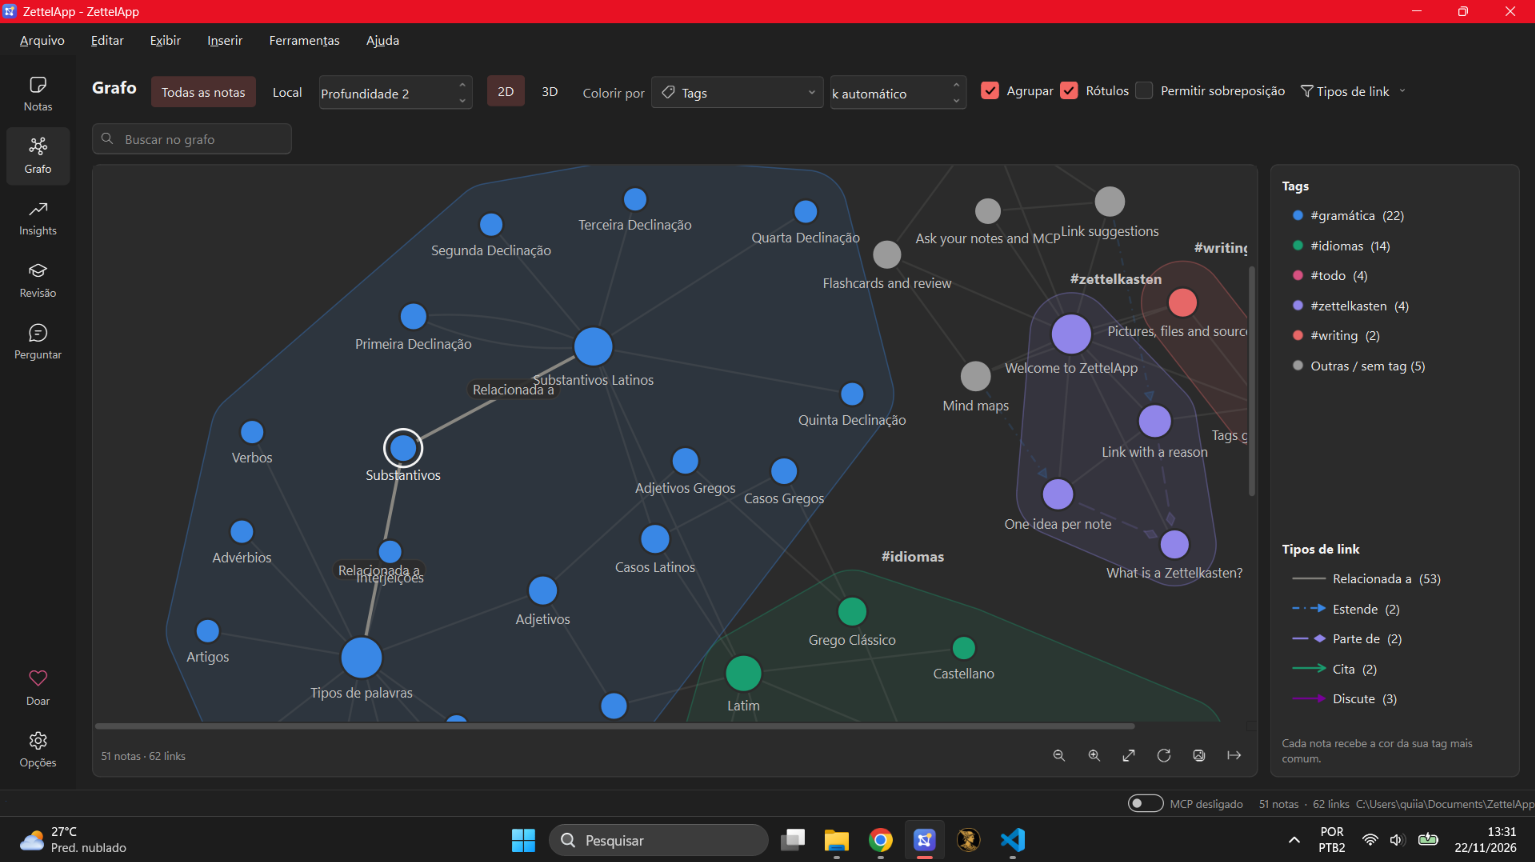 ZettelApp - ZettelApp
Arquivo Editar Exibir Inserir Ferramentas Ajuda
Notas
Grafo
Insights
Revisão
Perguntar
Doar
Opções
Grafo Todas as notas Local Profundidade 2 2D 3D Colorir por Tags k automático Agrupar Rótulos Permitir sobreposição Tipos de link
Buscar no grafo
Terceira Declinação
Segunda Declinação
Quarta Declinação
Primeira Declinação
Substantivos Latinos
Relacionada a
Quinta Declinação
Verbos
Substantivos
Adjetivos Gregos
Casos Gregos
Advérbios
Casos Latinos
Relacionada a
Interjeições
Adjetivos
Artigos
Tipos de palavras
Ask your notes and MCP
Link suggestions
#writing
Flashcards and review
#zettelkasten
Pictures, files and sourc
Welcome to ZettelApp
Mind maps
Tags
Link with a reason
One idea per note
What is a Zettelkasten?
#idiomas
Grego Clássico
Castellano
Latim
51 notas · 62 links
Tags
#gramática (22)
#idiomas (14)
#todo (4)
#zettelkasten (4)
#writing (2)
Outras / sem tag (5)
Tipos de link
Relacionada a (53)
Estende (2)
Parte de (2)
Cita (2)
Discute (3)
Cada nota recebe a cor da sua tag mais
comum.
MCP desligado 51 notas · 62 links C:\Users\quiia\Documents\ZettelApp
27°C
Pred. nublado
Pesquisar
POR
PTB2
13:31
22/11/2026